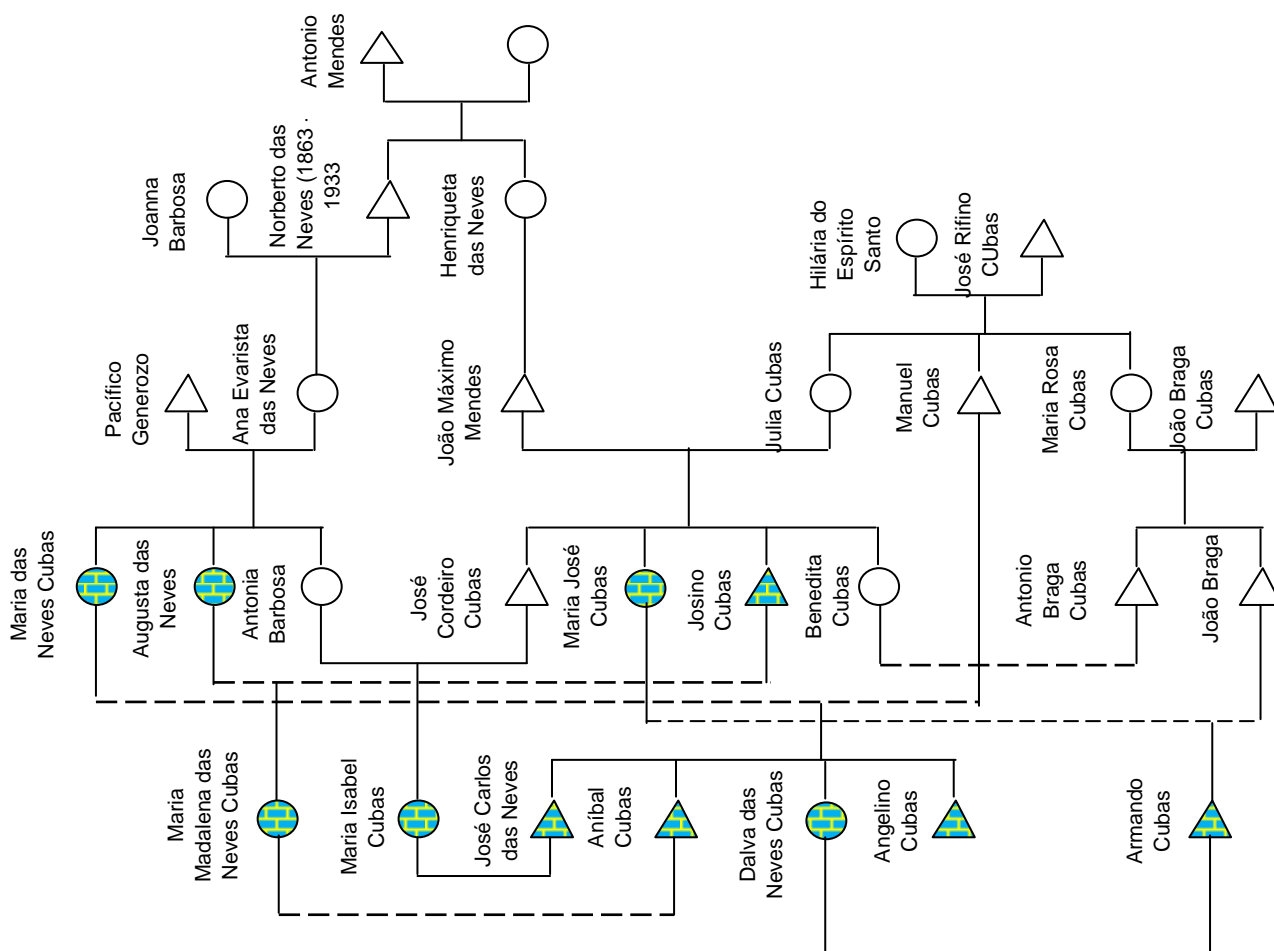 Antonio
Mendes
Joanna
Barbosa
Norberto das
Neves (1863 ·
1933
Henriqueta
das Neves
Hilária do
Espírito
Santo
José Rifino
CUbas
Pacífico
Generozo
Ana Evarista
das Neves
João Máximo
Mendes
Julia Cubas
Manuel
Cubas
Maria Rosa
Cubas
João Braga
Cubas
Maria das
Neves Cubas
Augusta das
Neves
Antonia
Barbosa
José
Cordeiro
Cubas
Maria José
Cubas
Josino
Cubas
Benedita
Cubas
Antonio
Braga
Cubas
João Braga
Maria
Madalena das
Neves Cubas
Maria Isabel
Cubas
José Carlos
das Neves
Aníbal
Cubas
Dalva das
Neves Cubas
Angelino
Cubas
Armando
Cubas